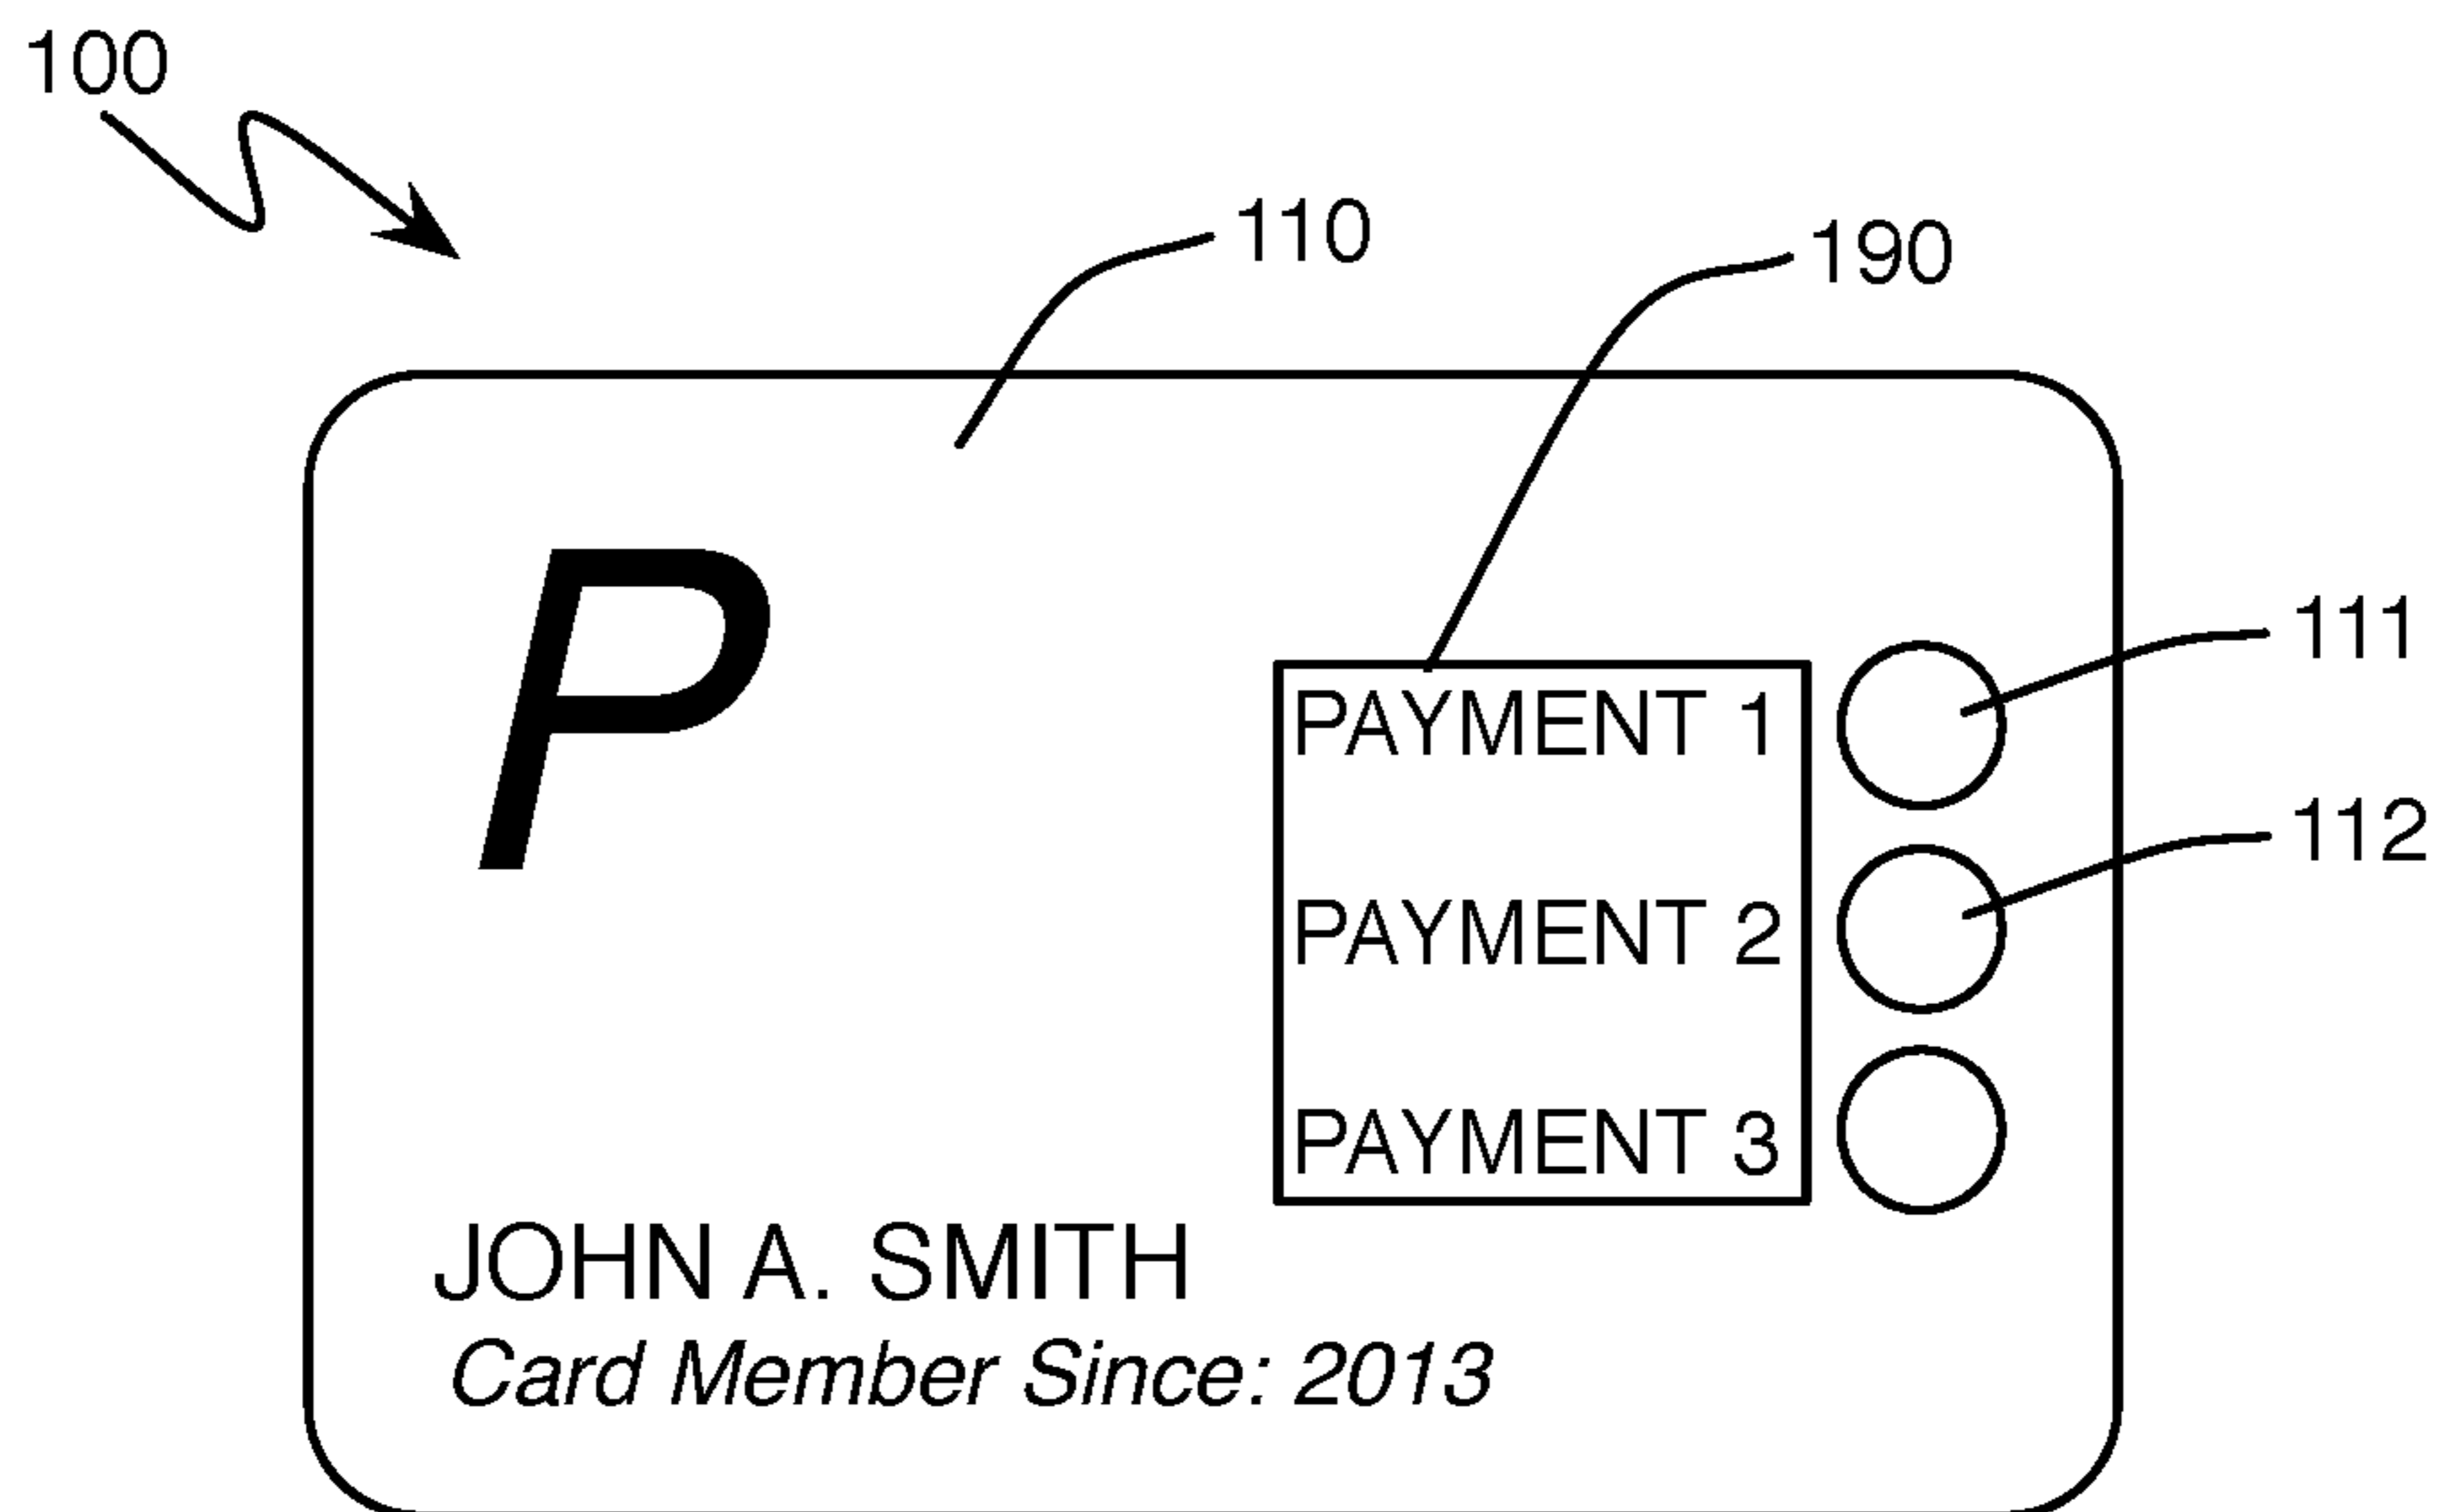 100
110
190
P
111
PAYMENT 1
112
PAYMENT 2
PAYMENT 3
JOHN A. SMITH
Card Member Since: 2013